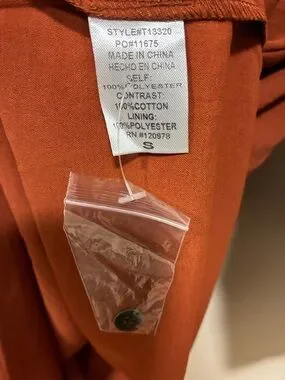 STYLE#T13320
PO#11675
MADE IN CHINA
HECHO EN CHINA
SELF:
100%POLYESTER
CONTRAST:
100%COTTON
LINING:
100%POLYESTER
RN #120978
S